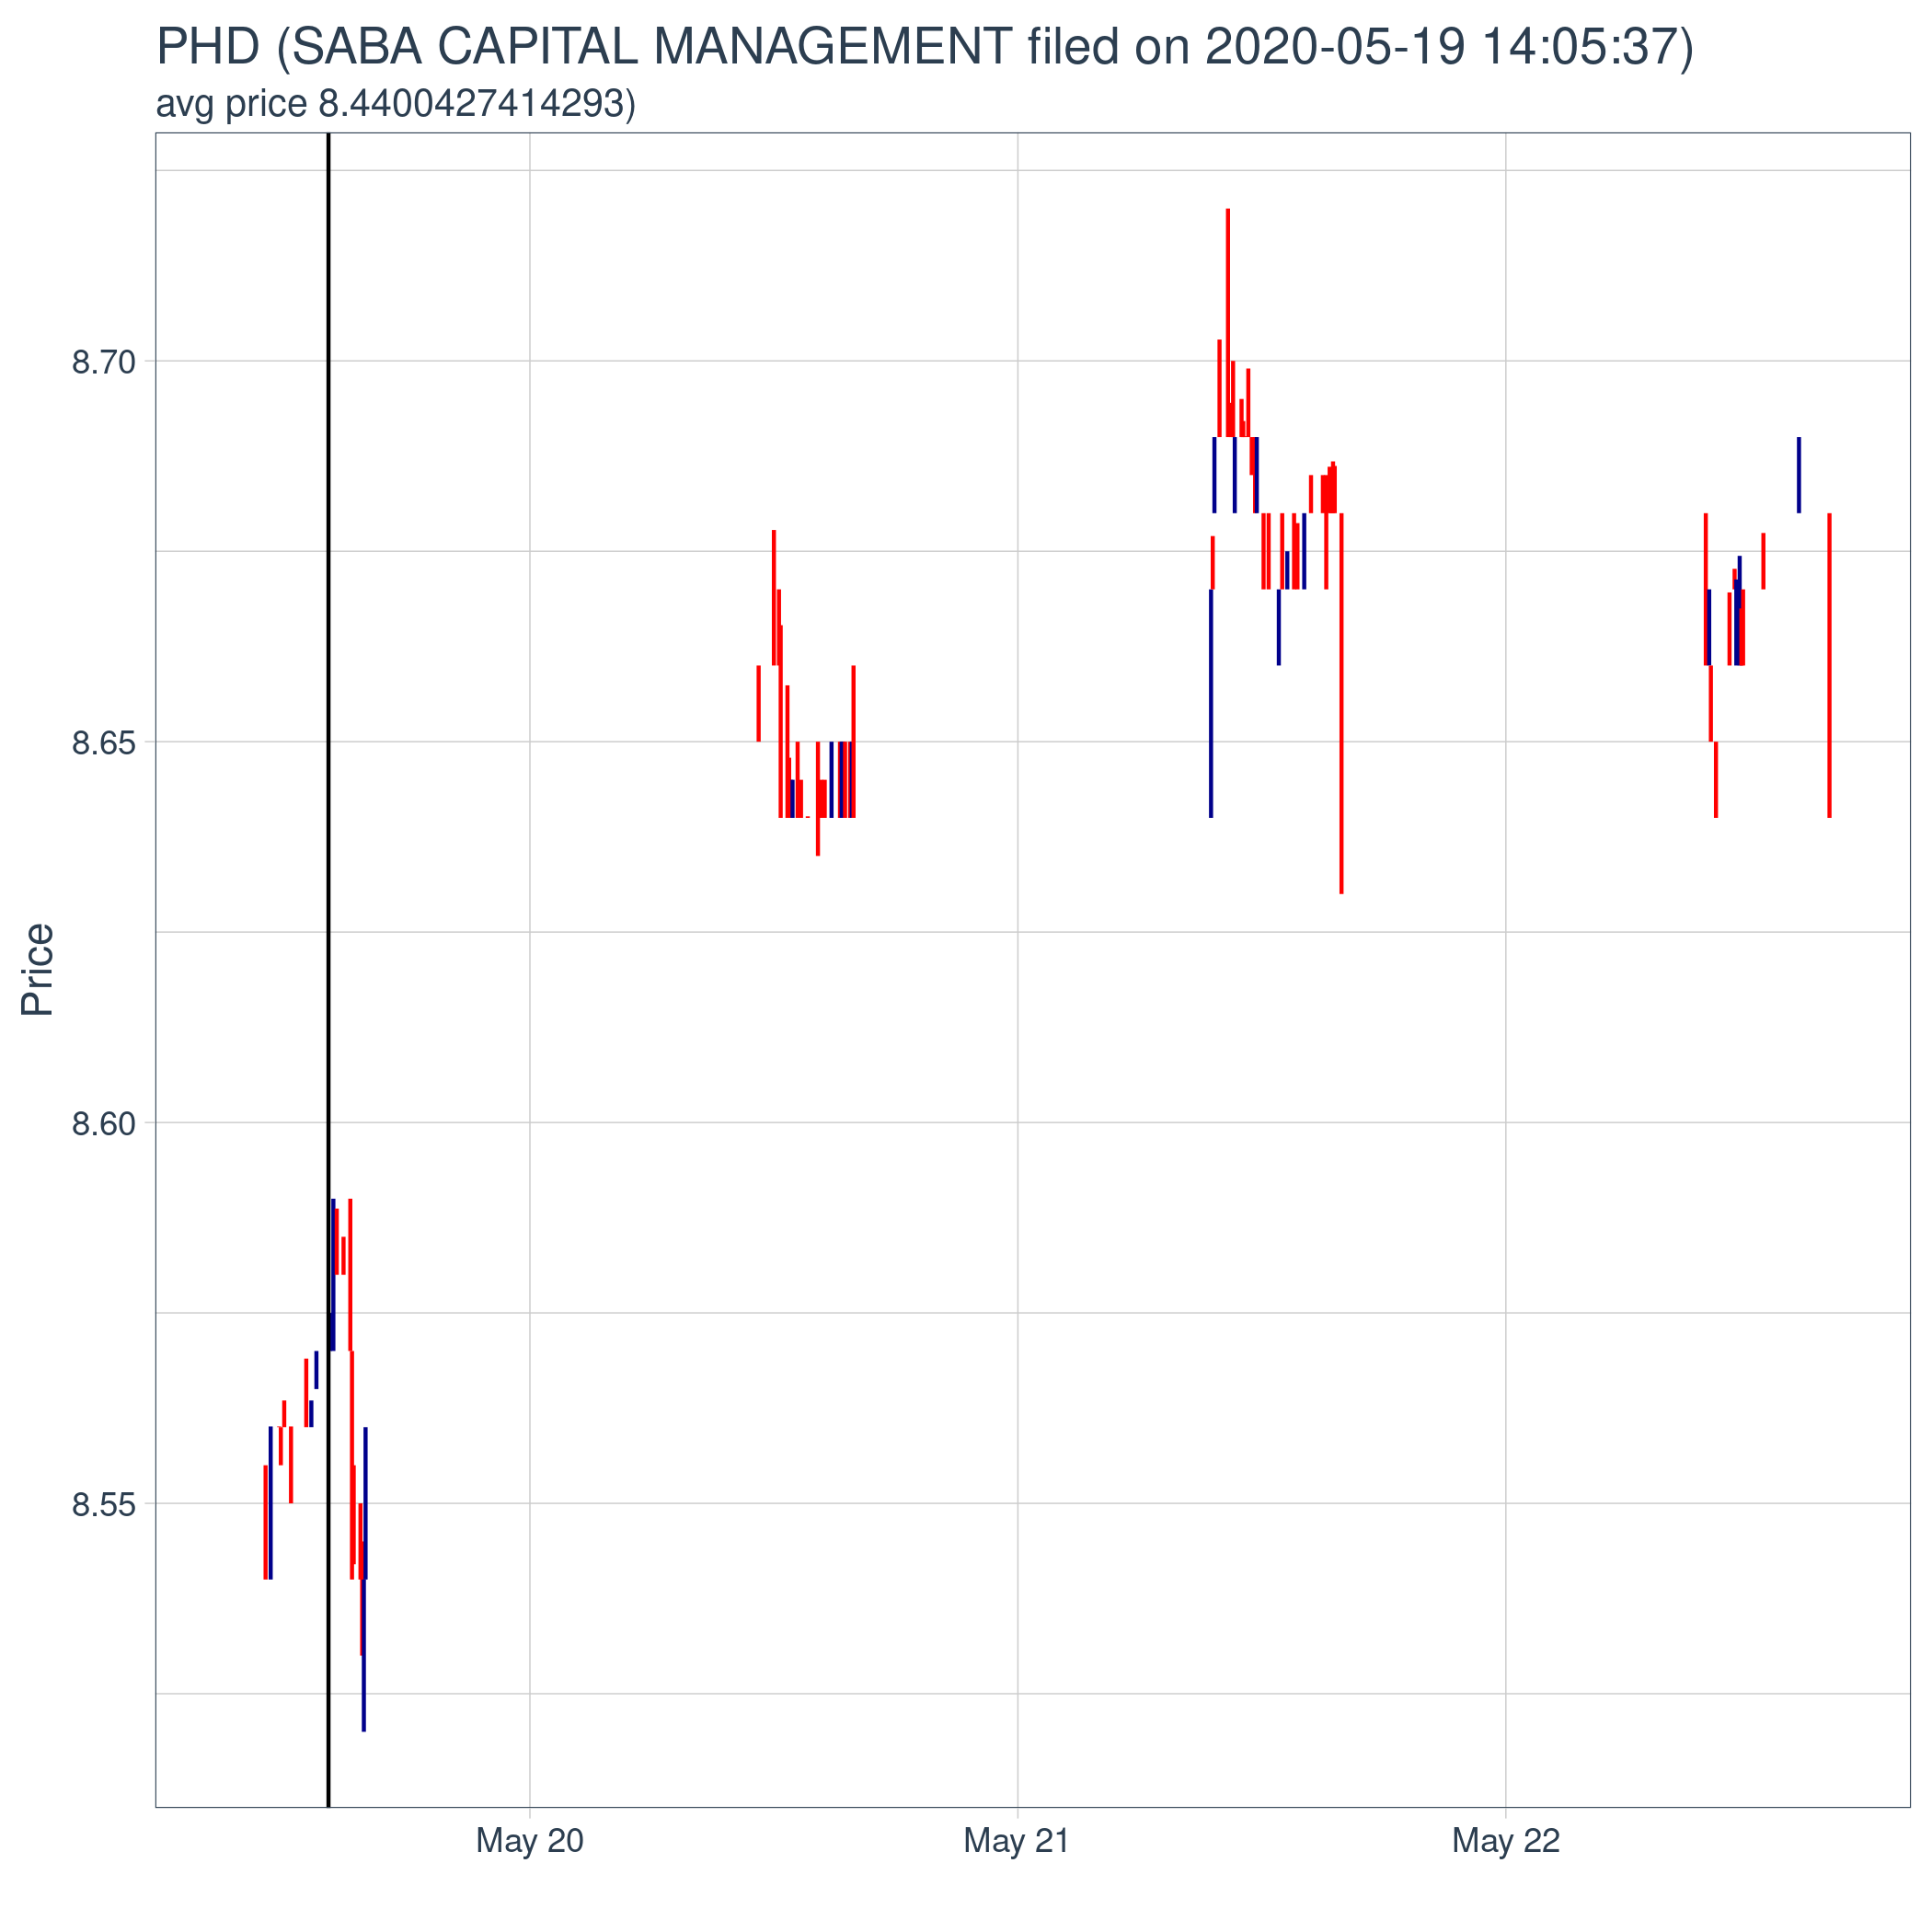 PHD (SABA CAPITAL MANAGEMENT filed on 2020-05-19 14:05:37)
avg price 8.4400427414293)
8.70
8.65
Price
8.60
8.55
May 20 May 21 May 22